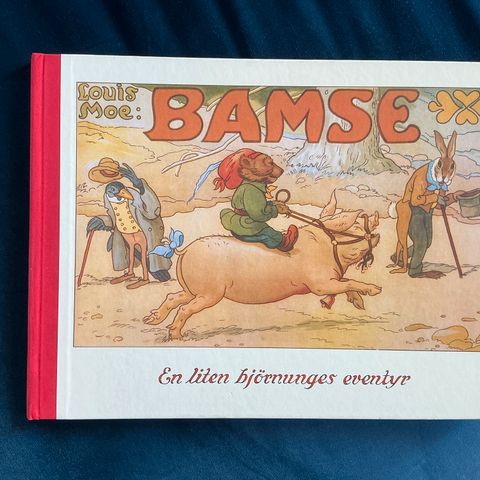 Louis
Moe:
BAMSE
En liten björnunges eventyr